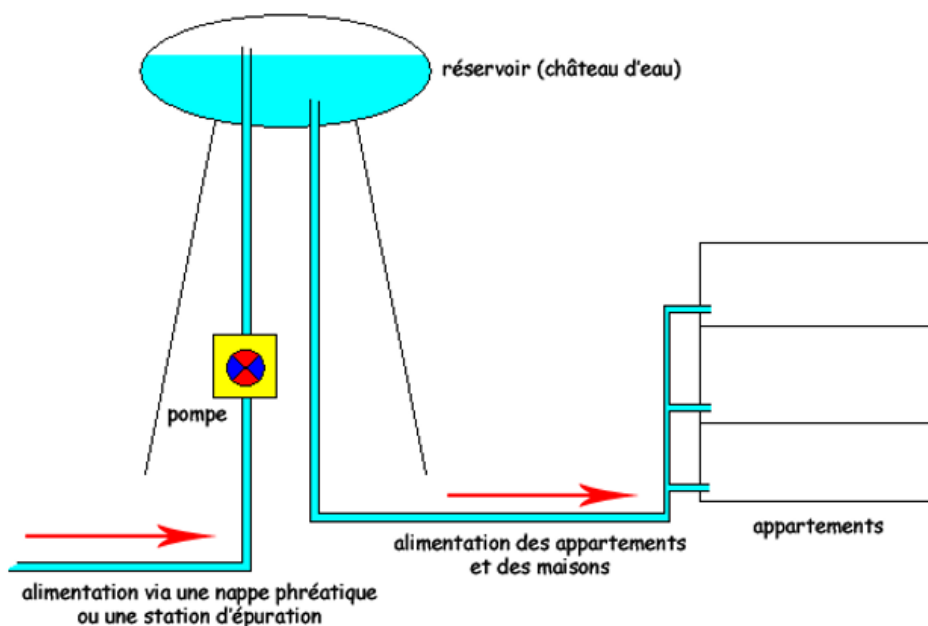 réservoir (château d'eau)
pompe
alimentation des appartements
et des maisons
appartements
alimentation via une nappe phréatique
ou une station d'épuration